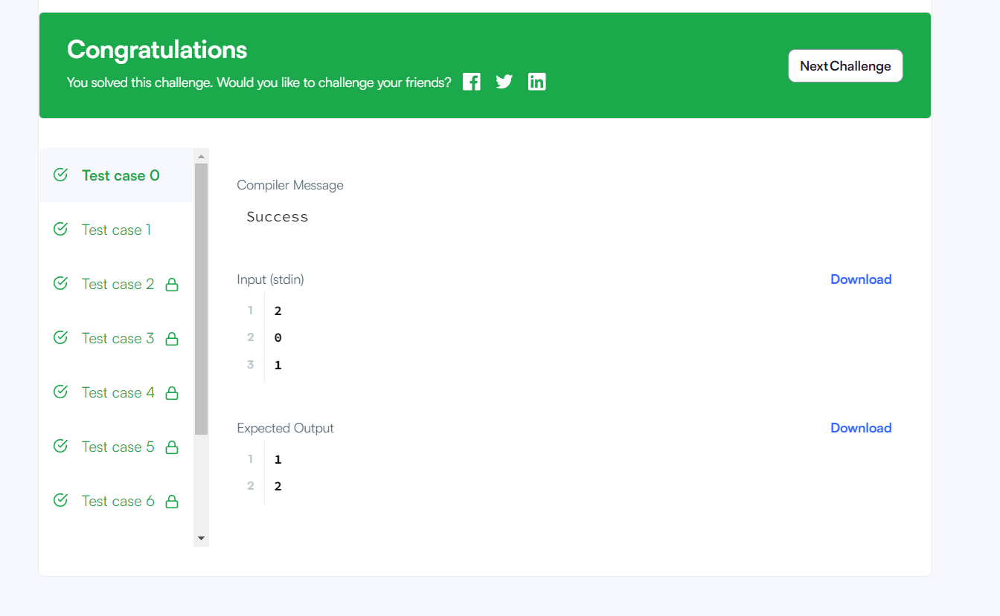 Congratulations
You solved this challenge. Would you like to challenge your friends?
Next Challenge
Test case 0
Test case 1
Test case 2
Test case 3
Test case 4
Test case 5
Test case 6
Compiler Message
Success
Input (stdin)
Download
1 2
2 0
3 1
Expected Output
Download
1 1
2 2